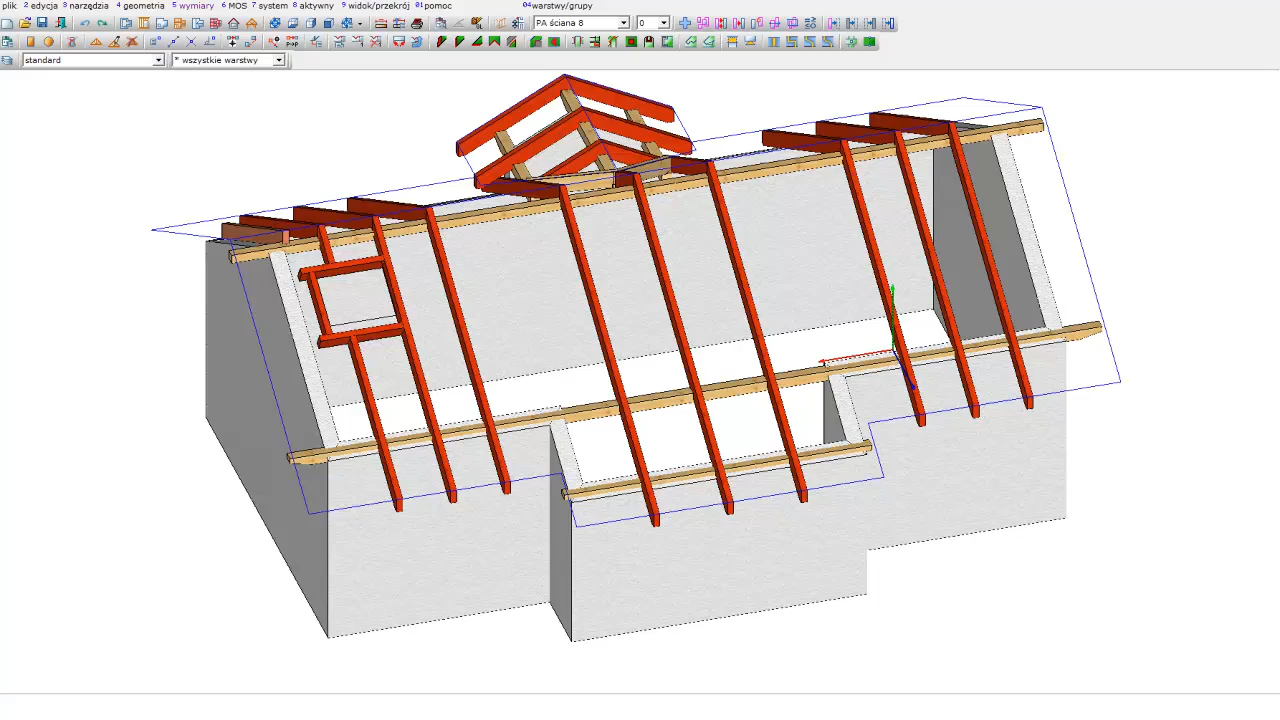 plik 2 edycja 3 narzędzia 4 geometria 5 wymiary 6 MOS 7 system 8 aktywny 9 widok/przekrój 01 pomoc 04 warstwy/grupy
PA ściana 8 0
standard * wszystkie warstwy